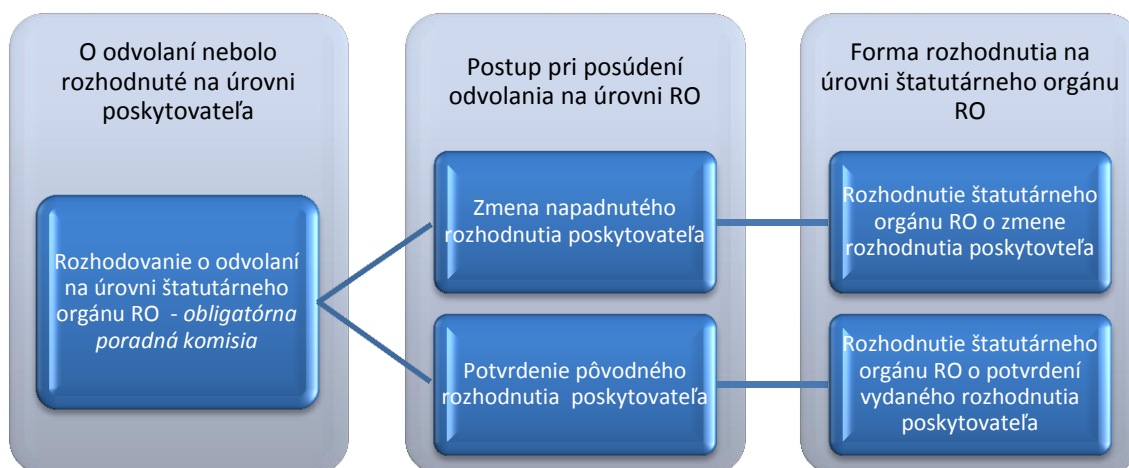 O odvolaní nebolo
rozhodnuté na úrovni
poskytovateľa
Rozhodovanie o odvolaní
na úrovni štatutárneho
orgánu RO - obligatórna
poradná komisia
Postup pri posúdení
odvolania na úrovni RO
Zmena napadnutého
rozhodnutia poskytovateľa
Potvrdenie pôvodného
rozhodnutia poskytovateľa
Forma rozhodnutia na
úrovni štatutárneho orgánu
RO
Rozhodnutie štatutárneho
orgánu RO o zmene
rozhodnutia poskytovteľa
Rozhodnutie štatutárneho
orgánu RO o potvrdení
vydaného rozhodnutia
poskytovateľa